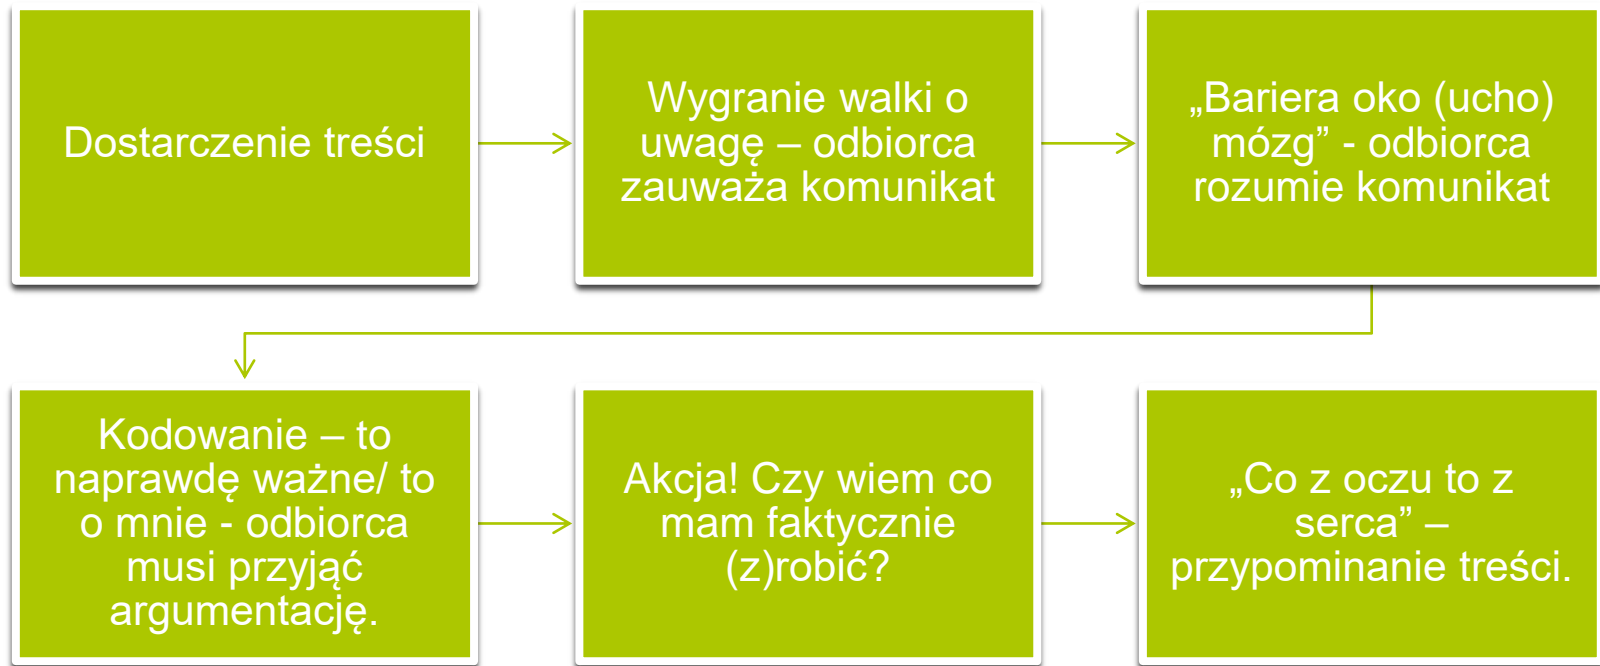 Dostarczenie treści
Wygranie walki o
uwagę – odbiorca
zauważa komunikat
„Bariera oko (ucho)
mózg” - odbiorca
rozumie komunikat
Kodowanie – to
naprawdę ważne/ to
o mnie - odbiorca
musi przyjąć
argumentację.
Akcja! Czy wiem co
mam faktycznie
(z)robić?
„Co z oczu to z
serca” –
przypominanie treści.